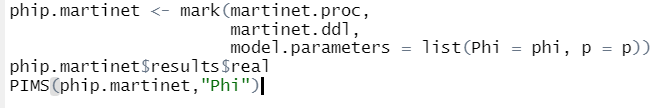 phip.martinet <- mark(martinet.proc,
martinet.ddl,
model.parameters = list(Phi = phi, p = p))
phip.martinet$results$real
PIMS(phip.martinet,"Phi")